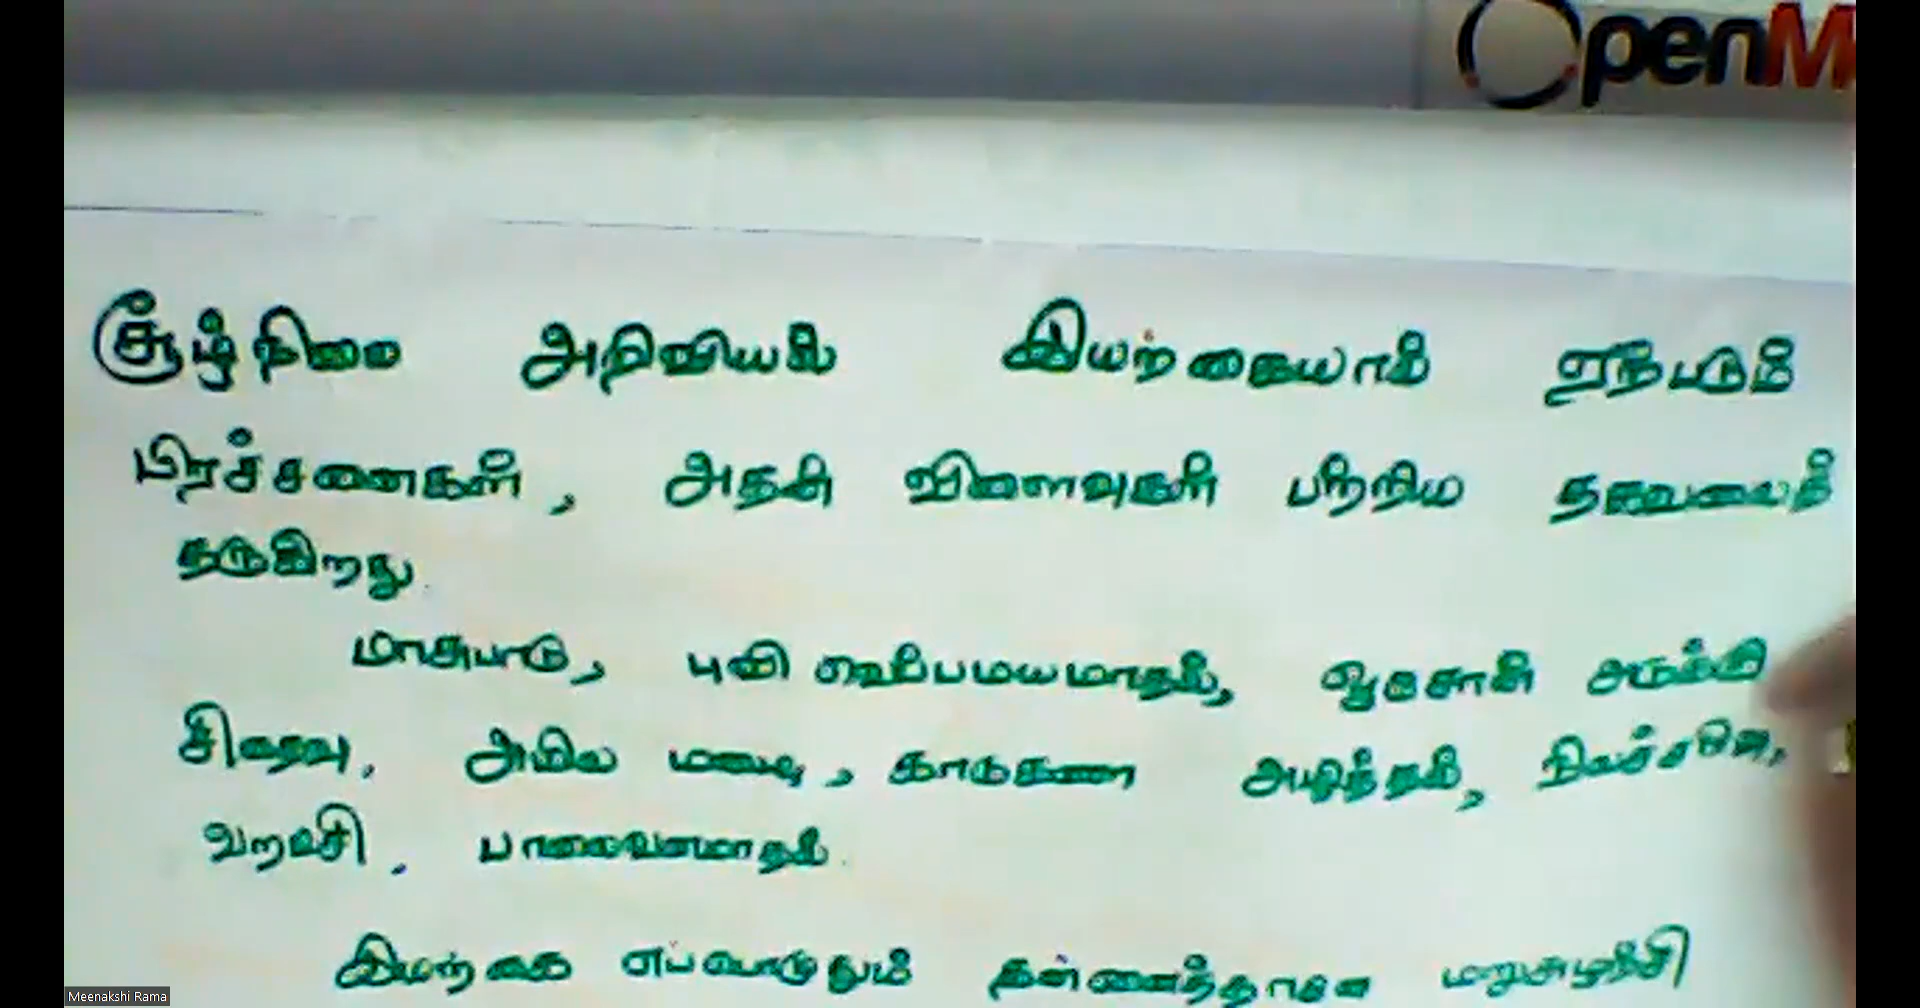 OpenM
சூழ்நிலை அறிவியல் இயற்கையாக ஏற்படும்
பிரச்சனைகள், அதன் விளைவுகள் பற்றிய தகவலைத்
தருகிறது.
மாசுபாடு, புவி வெப்பமயமாதல், ஓசோன்
சிதைவு, அமில மழை, காடுகளை அழித்தல், நிலச்சரிவு,
வறட்சி, பாலைவனமாதல்.
இயற்கை எப்பொழுதும் தன்னைத்தானே மறுசுழற்சி
Meenakshi Rama